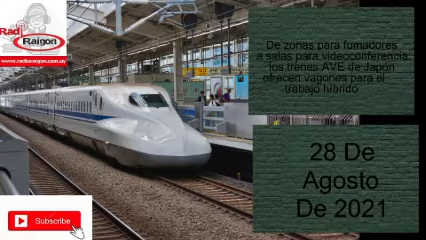 Radi
Raigon
www.radioraigon.com.uy
De zonas para fumadores
a salas para videoconferencia:
los trenes AVE de Japón
ofrecen vagones para el
trabajo híbrido
28 De
Agosto
De 2021
Subscribe